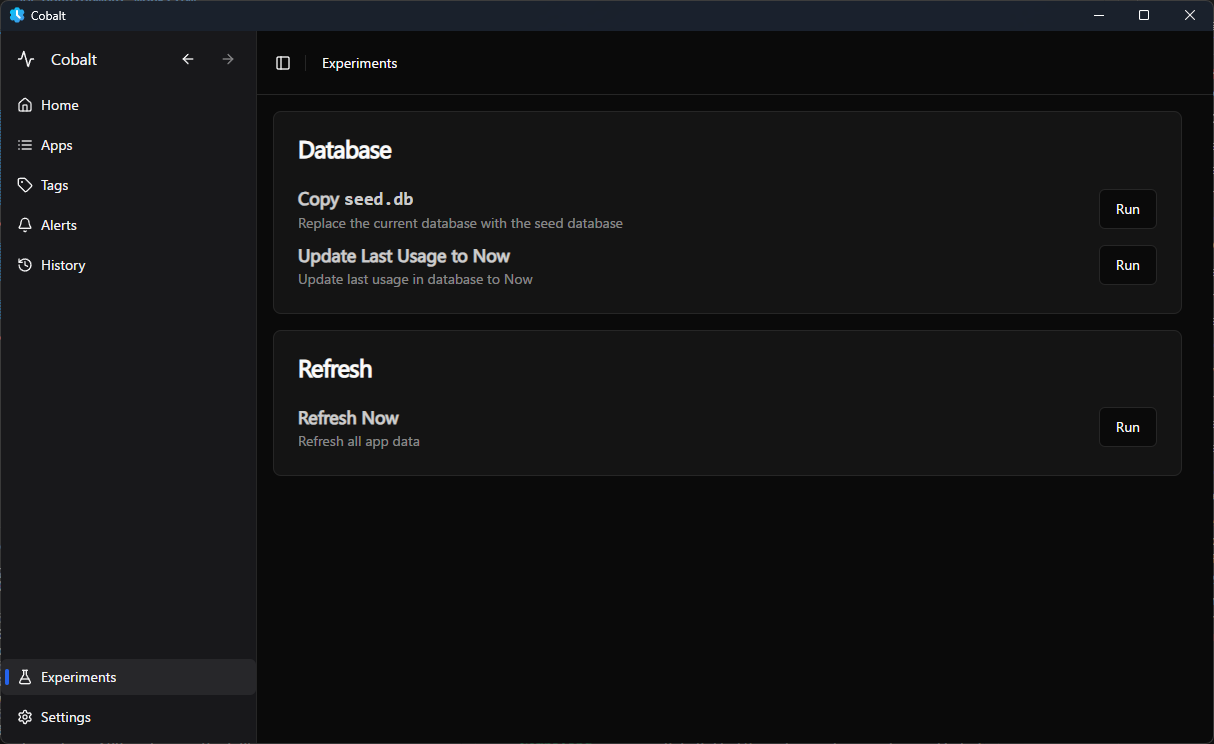 Cobalt
Cobalt
Home
Apps
Tags
Alerts
History
Experiments
Settings
Experiments
Database
Copy seed.db
Replace the current database with the seed database
Run
Update Last Usage to Now
Update last usage in database to Now
Run
Refresh
Refresh Now
Refresh all app data
Run